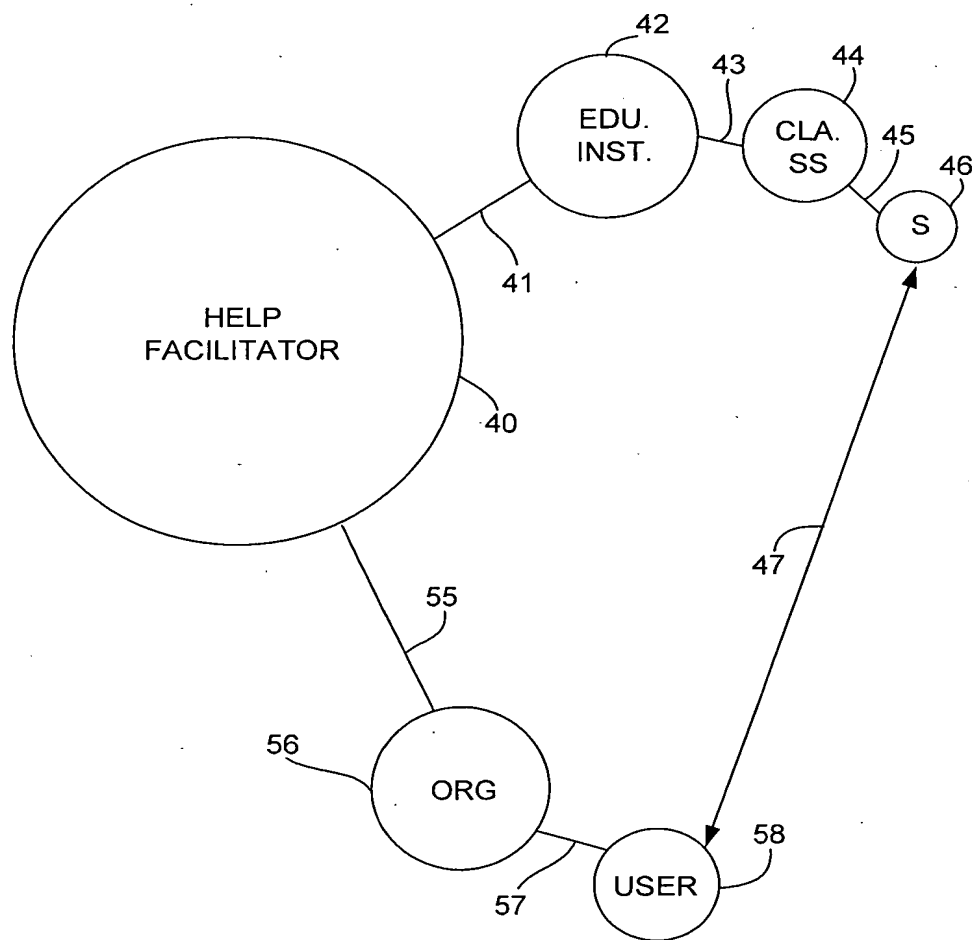 42
44
43
EDU.
INST.
CLA.
SS
45
46
S
41
HELP
FACILITATOR
40
47
55
56
ORG
58
USER
57